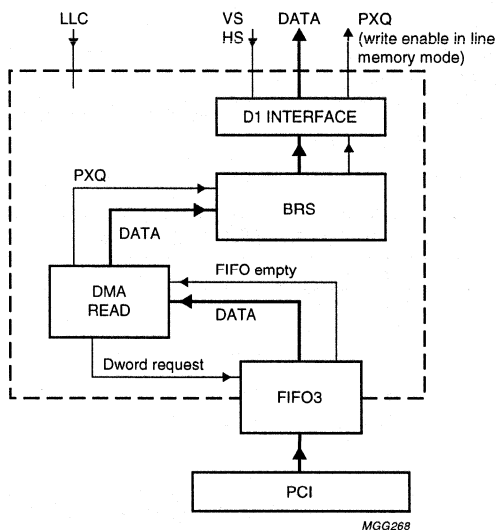 LLC
VS
HS
DATA
PXQ
(write enable in line
memory mode)
D1 INTERFACE
PXQ
BRS
DATA
FIFO empty
DMA
READ
DATA
Dword request
FIFO3
PCI
MGG268